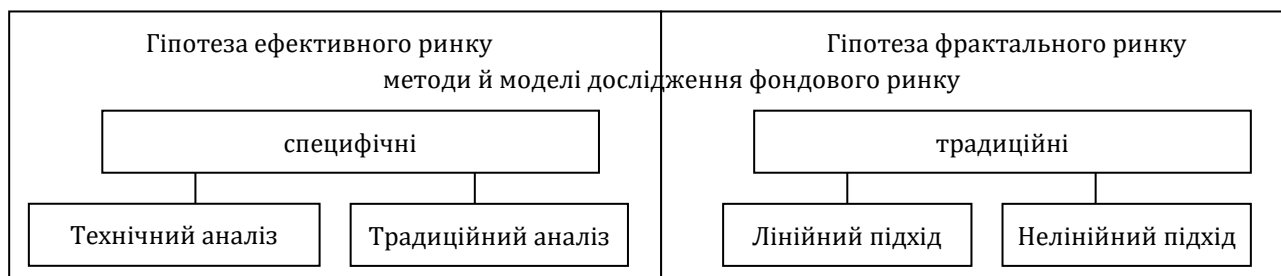 Гіпотеза ефективного ринку
Гіпотеза фрактального ринку
методи й моделі дослідження фондового ринку
специфічні
традиційні
Технічний аналіз
Традиційний аналіз
Лінійний підхід
Нелінійний підхід